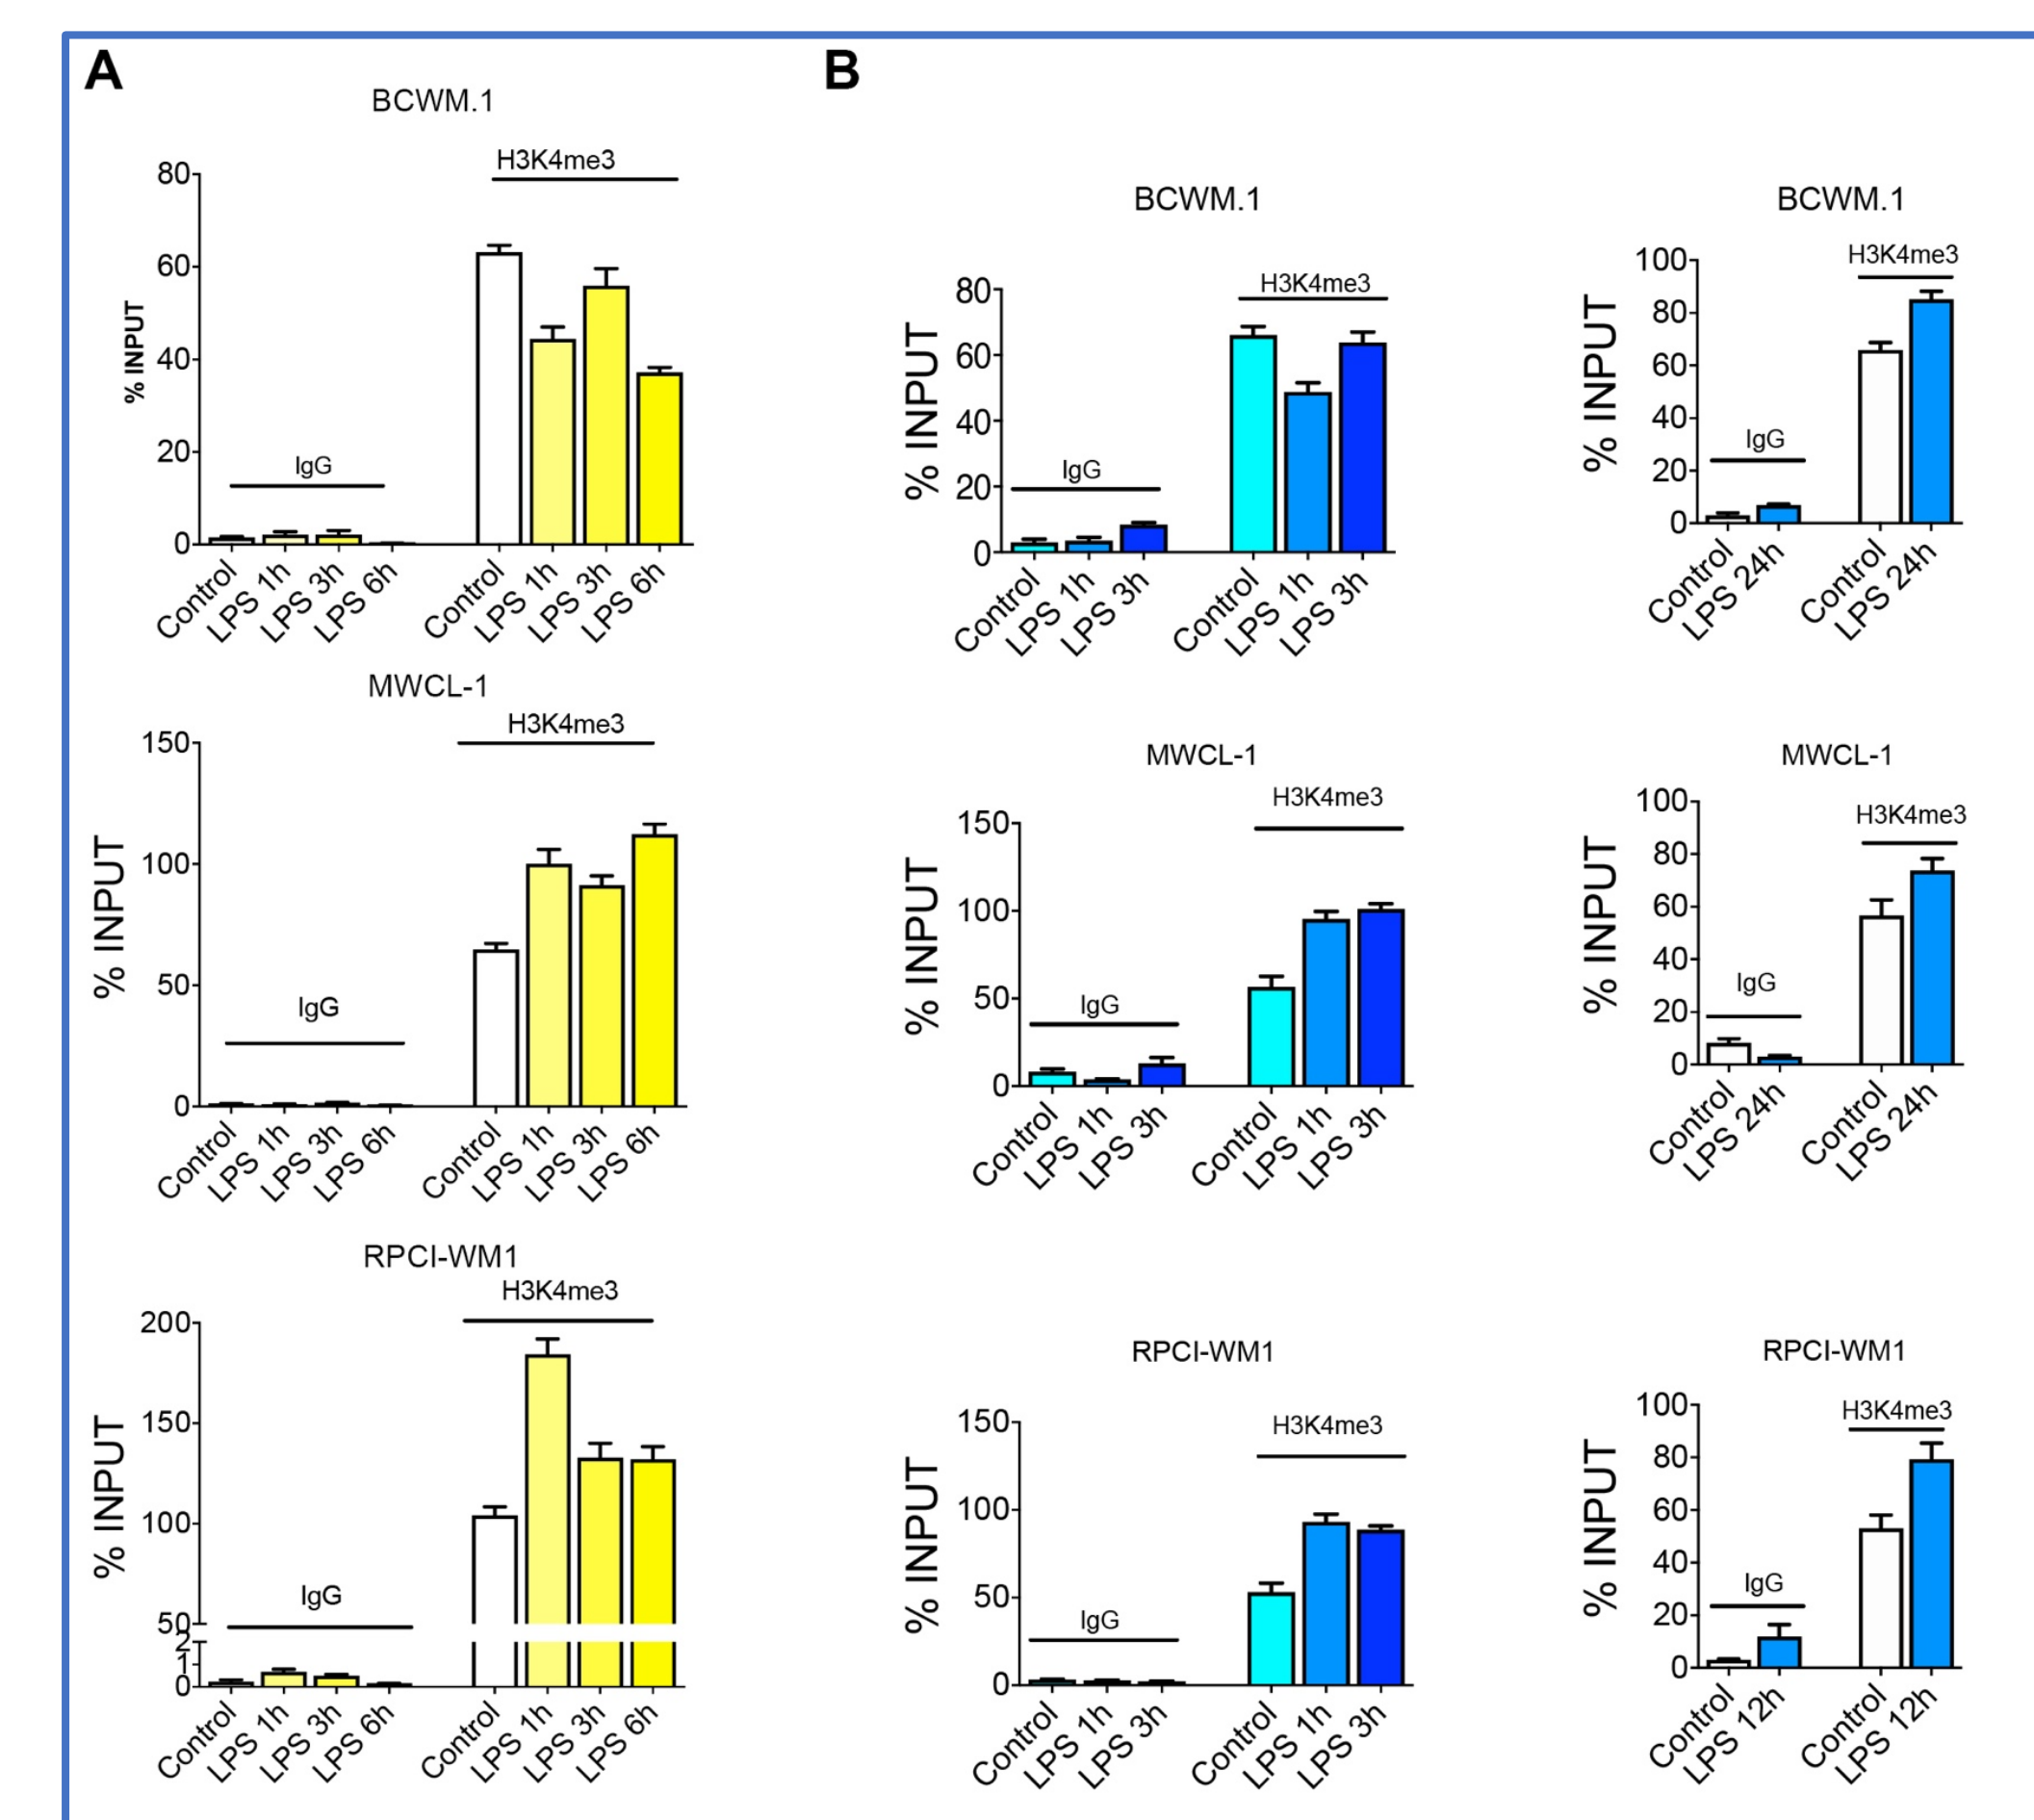 A
BCWM.1
H3K4me3
80
60
40
20
0
% INPUT
IgG
Control
LPS 1h
LPS 3h
LPS 6h
Control
LPS 1h
LPS 3h
LPS 6h
MWCL-1
H3K4me3
150
100
50
0
% INPUT
IgG
Control
LPS 1h
LPS 3h
LPS 6h
Control
LPS 1h
LPS 3h
LPS 6h
RPCI-WM1
H3K4me3
200
150
100
50
2
1
0
% INPUT
IgG
Control
LPS 1h
LPS 3h
LPS 6h
Control
LPS 1h
LPS 3h
LPS 6h
B
BCWM.1
H3K4me3
80
60
40
20
0
% INPUT
IgG
Control
LPS 1h
LPS 3h
Control
LPS 1h
LPS 3h
BCWM.1
H3K4me3
100
80
60
40
20
0
% INPUT
IgG
Control
LPS 24h
Control
LPS 24h
MWCL-1
H3K4me3
150
100
50
0
% INPUT
IgG
Control
LPS 1h
LPS 3h
Control
LPS 1h
LPS 3h
MWCL-1
H3K4me3
100
80
60
40
20
0
% INPUT
IgG
Control
LPS 24h
Control
LPS 24h
RPCI-WM1
H3K4me3
150
100
50
0
% INPUT
IgG
Control
LPS 1h
LPS 3h
Control
LPS 1h
LPS 3h
RPCI-WM1
H3K4me3
100
80
60
40
20
0
% INPUT
IgG
Control
LPS 12h
Control
LPS 12h